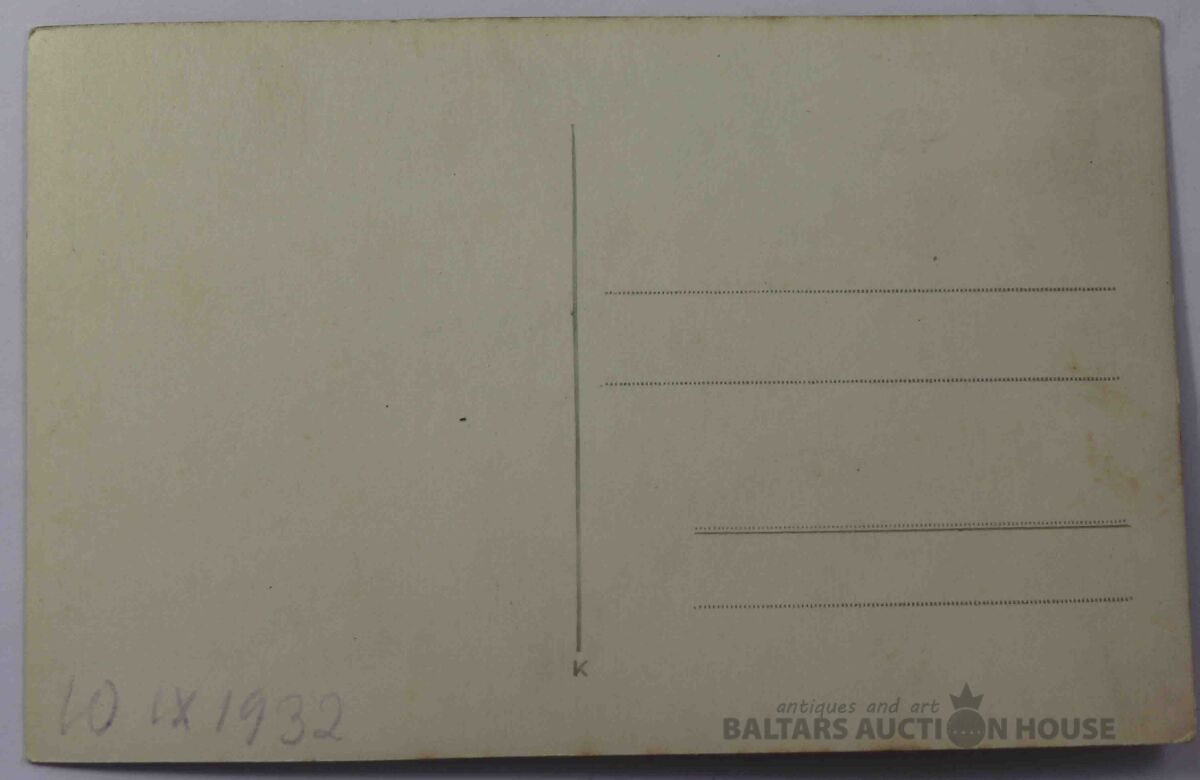 K
10 IX 1932
antiques and art
BALTARS AUCTION HOUSE